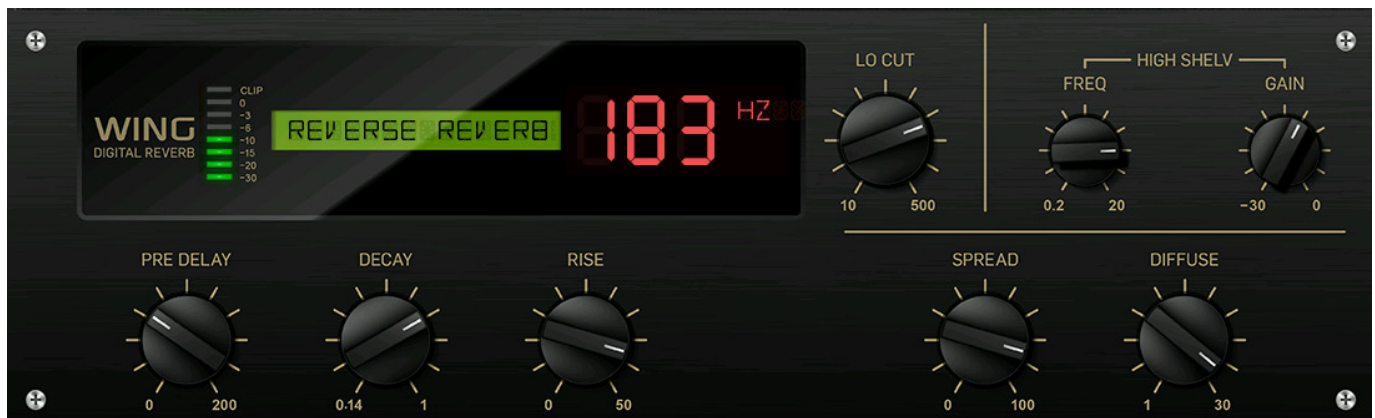 WING
DIGITAL REVERB
CLIP
0
-3
-6
-10
-15
-20
-30
REVERSE REVERB
183 HZ
LO CUT
10 500
HIGH SHELV
FREQ GAIN
0.2 20
-30 0
PRE DELAY
0 200
DECAY
0.14 1
RISE
0 50
SPREAD
0 100
DIFFUSE
1 30